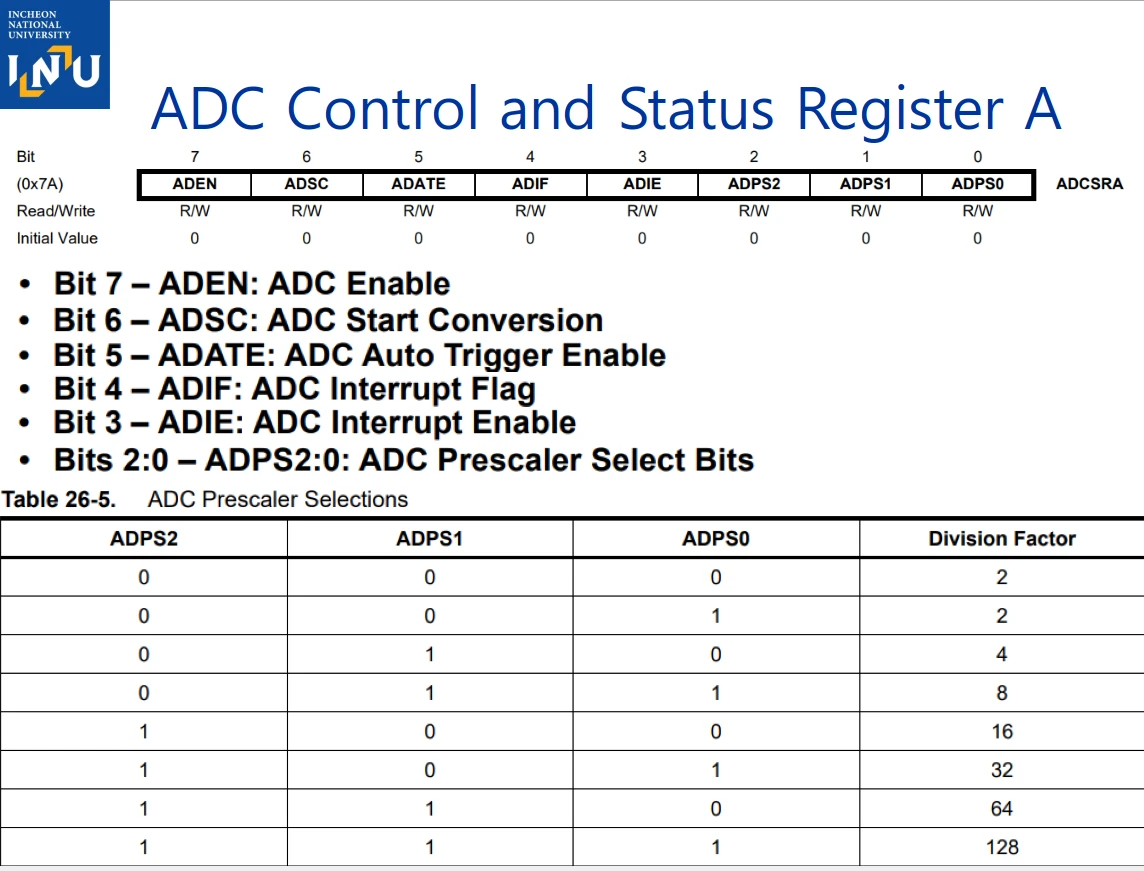 INCHEON
NATIONAL
UNIVERSITY
INU
ADC Control and Status Register A
Bit 7 6 5 4 3 2 1 0
(0x7A) ADEN ADSC ADATE ADIF ADIE ADPS2 ADPS1 ADPS0 ADCSRA
Read/Write R/W R/W R/W R/W R/W R/W R/W R/W
Initial Value 0 0 0 0 0 0 0 0
• Bit 7 – ADEN: ADC Enable
• Bit 6 – ADSC: ADC Start Conversion
• Bit 5 – ADATE: ADC Auto Trigger Enable
• Bit 4 – ADIF: ADC Interrupt Flag
• Bit 3 – ADIE: ADC Interrupt Enable
• Bits 2:0 – ADPS2:0: ADC Prescaler Select Bits
Table 26-5. ADC Prescaler Selections
ADPS2 ADPS1 ADPS0 Division Factor
0 0 0 2
0 0 1 2
0 1 0 4
0 1 1 8
1 0 0 16
1 0 1 32
1 1 0 64
1 1 1 128